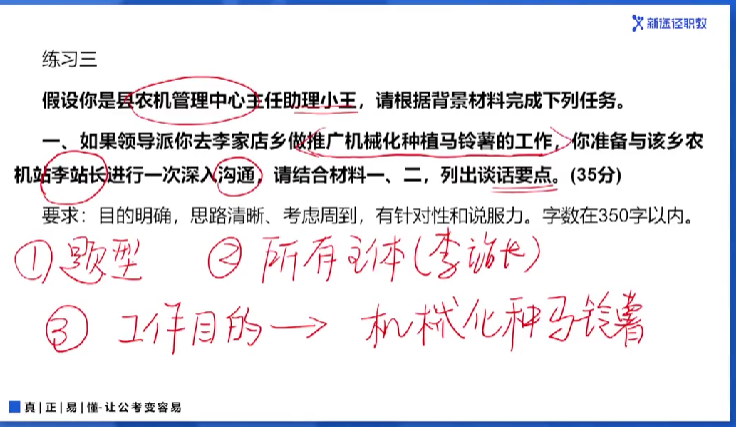 新途径职教
练习三
假设你是县农机管理中心主任助理小王，请根据背景材料完成下列任务。
一、如果领导派你去李家店乡做推广机械化种植马铃薯的工作，你准备与该乡农
机站李站长进行一次深入沟通，请结合材料一、二，列出谈话要点。(35分)
要求：目的明确，思路清晰、考虑周到，有针对性和说服力。字数在350字以内。
① 题型 ② 所有主体(李站长)
③ 工作目的→机械化种马铃薯
真|正|易|懂-让公考变容易